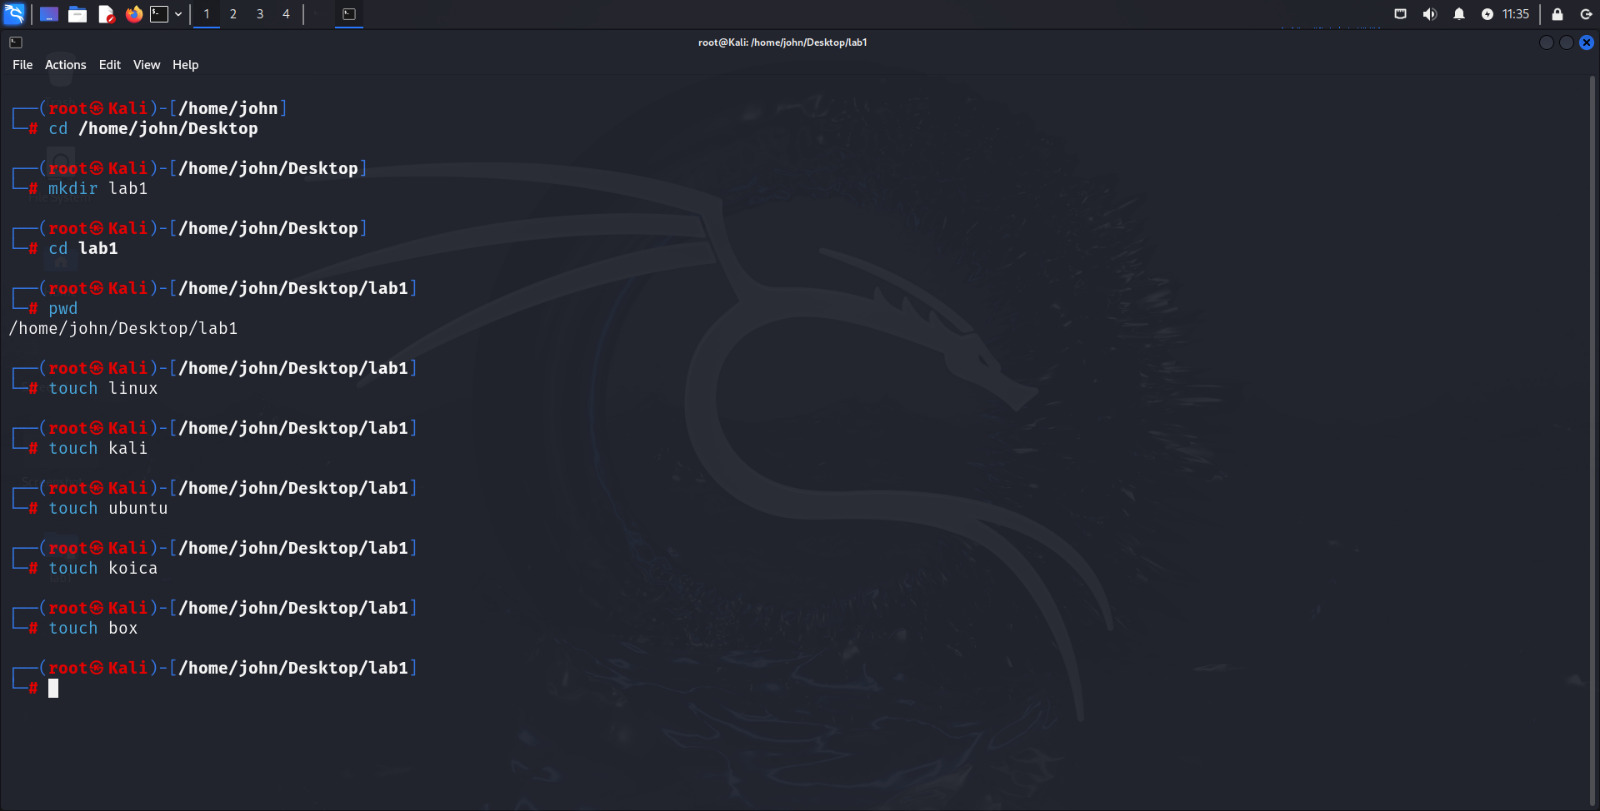 1 2 3 4 11:35
root@Kali: /home/john/Desktop/lab1
File Actions Edit View Help
┌──(root㉿Kali)-[/home/john]
└─# cd /home/john/Desktop
┌──(root㉿Kali)-[/home/john/Desktop]
└─# mkdir lab1
┌──(root㉿Kali)-[/home/john/Desktop]
└─# cd lab1
┌──(root㉿Kali)-[/home/john/Desktop/lab1]
└─# pwd
/home/john/Desktop/lab1
┌──(root㉿Kali)-[/home/john/Desktop/lab1]
└─# touch linux
┌──(root㉿Kali)-[/home/john/Desktop/lab1]
└─# touch kali
┌──(root㉿Kali)-[/home/john/Desktop/lab1]
└─# touch ubuntu
┌──(root㉿Kali)-[/home/john/Desktop/lab1]
└─# touch koica
┌──(root㉿Kali)-[/home/john/Desktop/lab1]
└─# touch box
┌──(root㉿Kali)-[/home/john/Desktop/lab1]
└─#